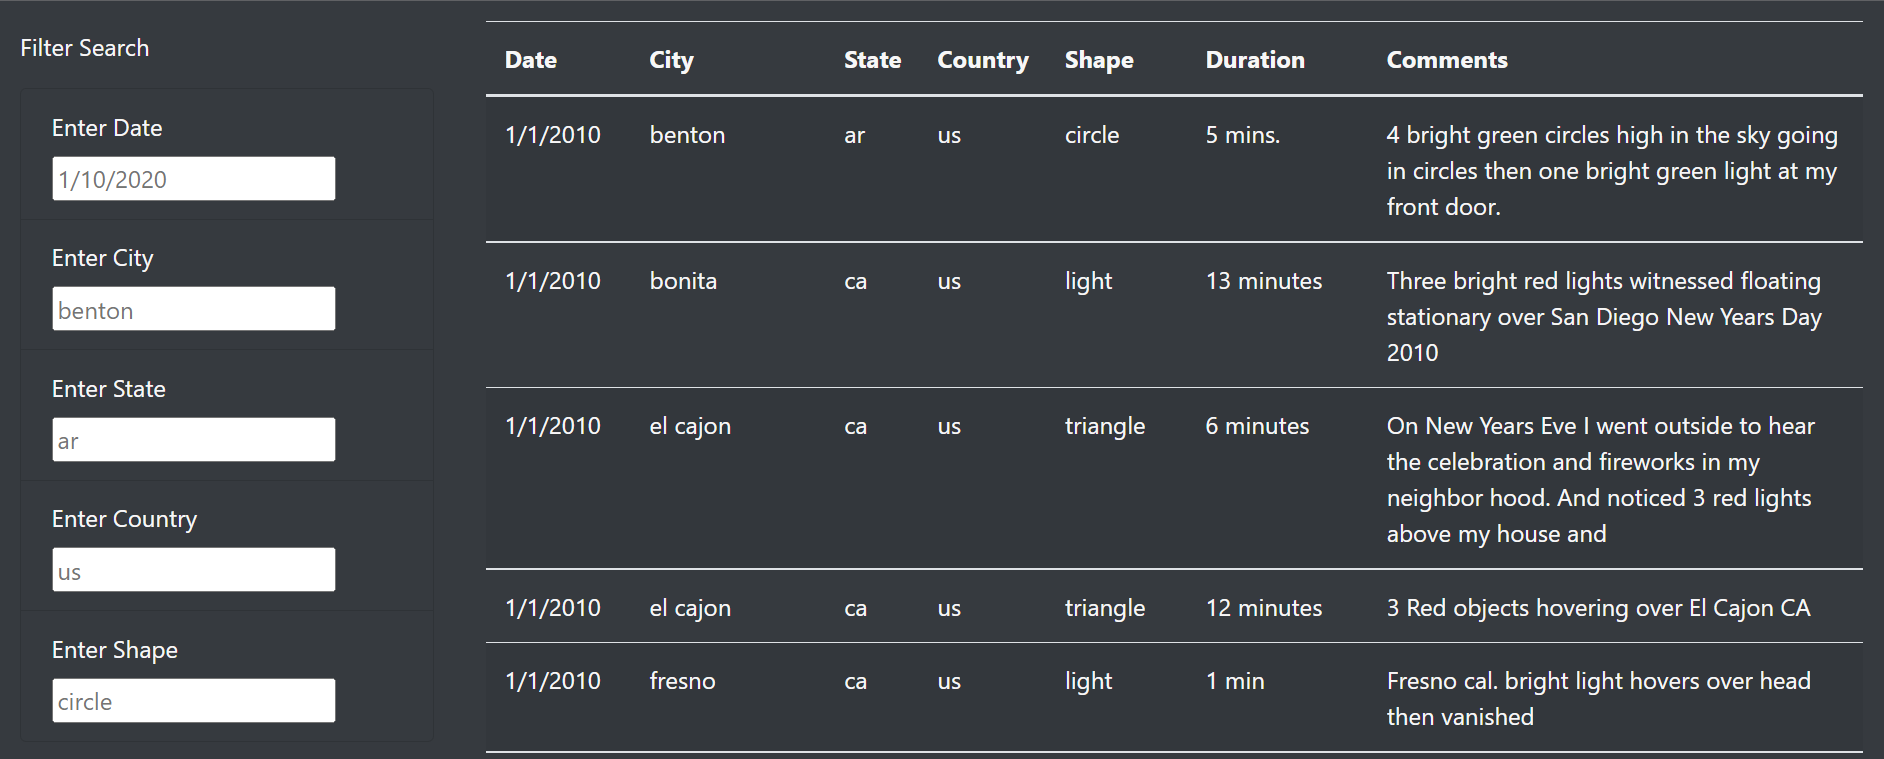 Filter Search
Enter Date
1/10/2020
Enter City
benton
Enter State
ar
Enter Country
us
Enter Shape
circle
Date City State Country Shape Duration Comments
1/1/2010 benton ar us circle 5 mins. 4 bright green circles high in the sky going
in circles then one bright green light at my
front door.
1/1/2010 bonita ca us light 13 minutes Three bright red lights witnessed floating
stationary over San Diego New Years Day
2010
1/1/2010 el cajon ca us triangle 6 minutes On New Years Eve I went outside to hear
the celebration and fireworks in my
neighbor hood. And noticed 3 red lights
above my house and
1/1/2010 el cajon ca us triangle 12 minutes 3 Red objects hovering over El Cajon CA
1/1/2010 fresno ca us light 1 min Fresno cal. bright light hovers over head
then vanished